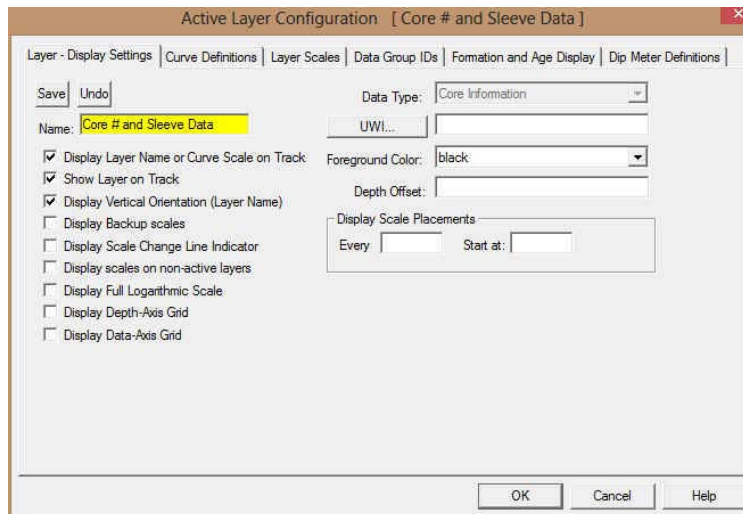 Active Layer Configuration [ Core # and Sleeve Data ]
Layer - Display Settings | Curve Definitions | Layer Scales | Data Group IDs | Formation and Age Display | Dip Meter Definitions
Save Undo
Name: Core # and Sleeve Data
Display Layer Name or Curve Scale on Track
Show Layer on Track
Display Vertical Orientation (Layer Name)
Display Backup scales
Display Scale Change Line Indicator
Display scales on non-active layers
Display Full Logarithmic Scale
Display Depth-Axis Grid
Display Data-Axis Grid
Data Type: Core Information
UWI...
Foreground Color: black
Depth Offset:
Display Scale Placements
Every Start at:
OK Cancel Help